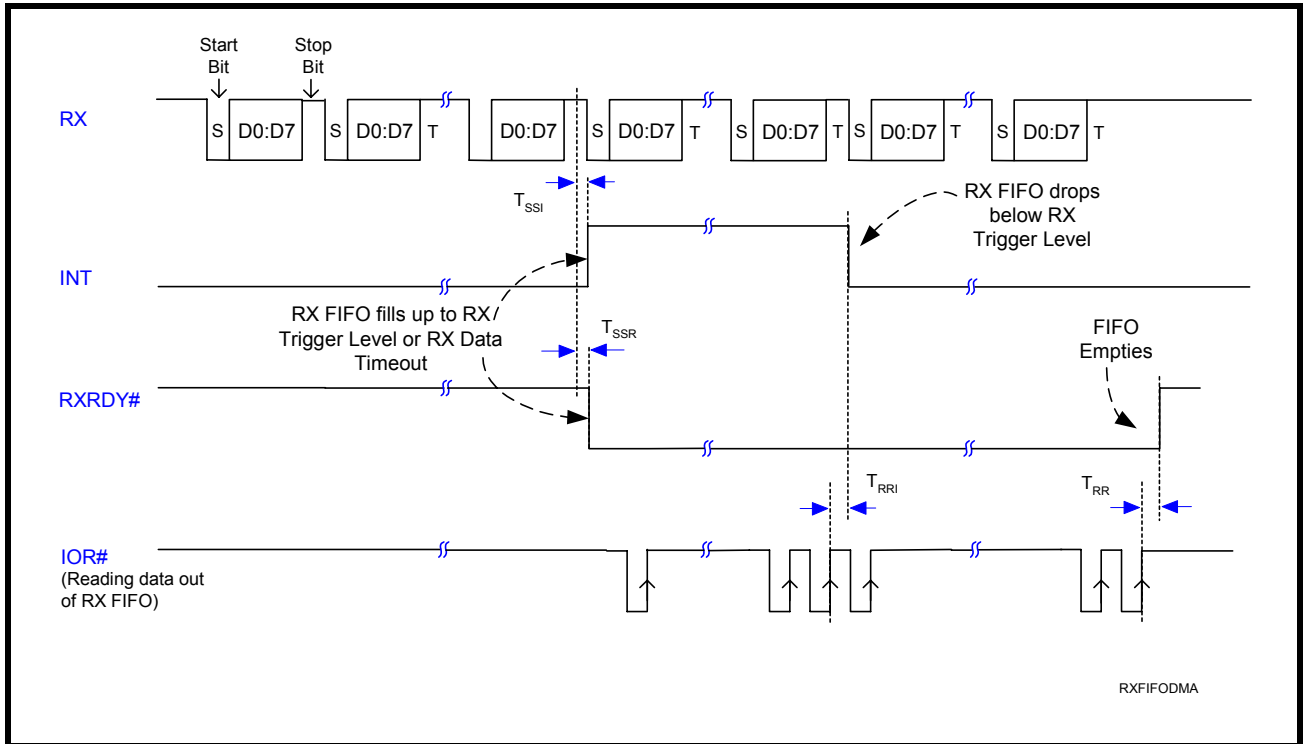 Start
Bit
Stop
Bit
RX
S D0:D7 S D0:D7 T D0:D7 S D0:D7 T S D0:D7 T S D0:D7 T S D0:D7 T
TSSI
RX FIFO drops
below RX
Trigger Level
INT
RX FIFO fills up to RX
Trigger Level or RX Data
Timeout
TSSR
FIFO
Empties
RXRDY#
TRRI
TRR
IOR#
(Reading data out
of RX FIFO)
RXFIFODMA